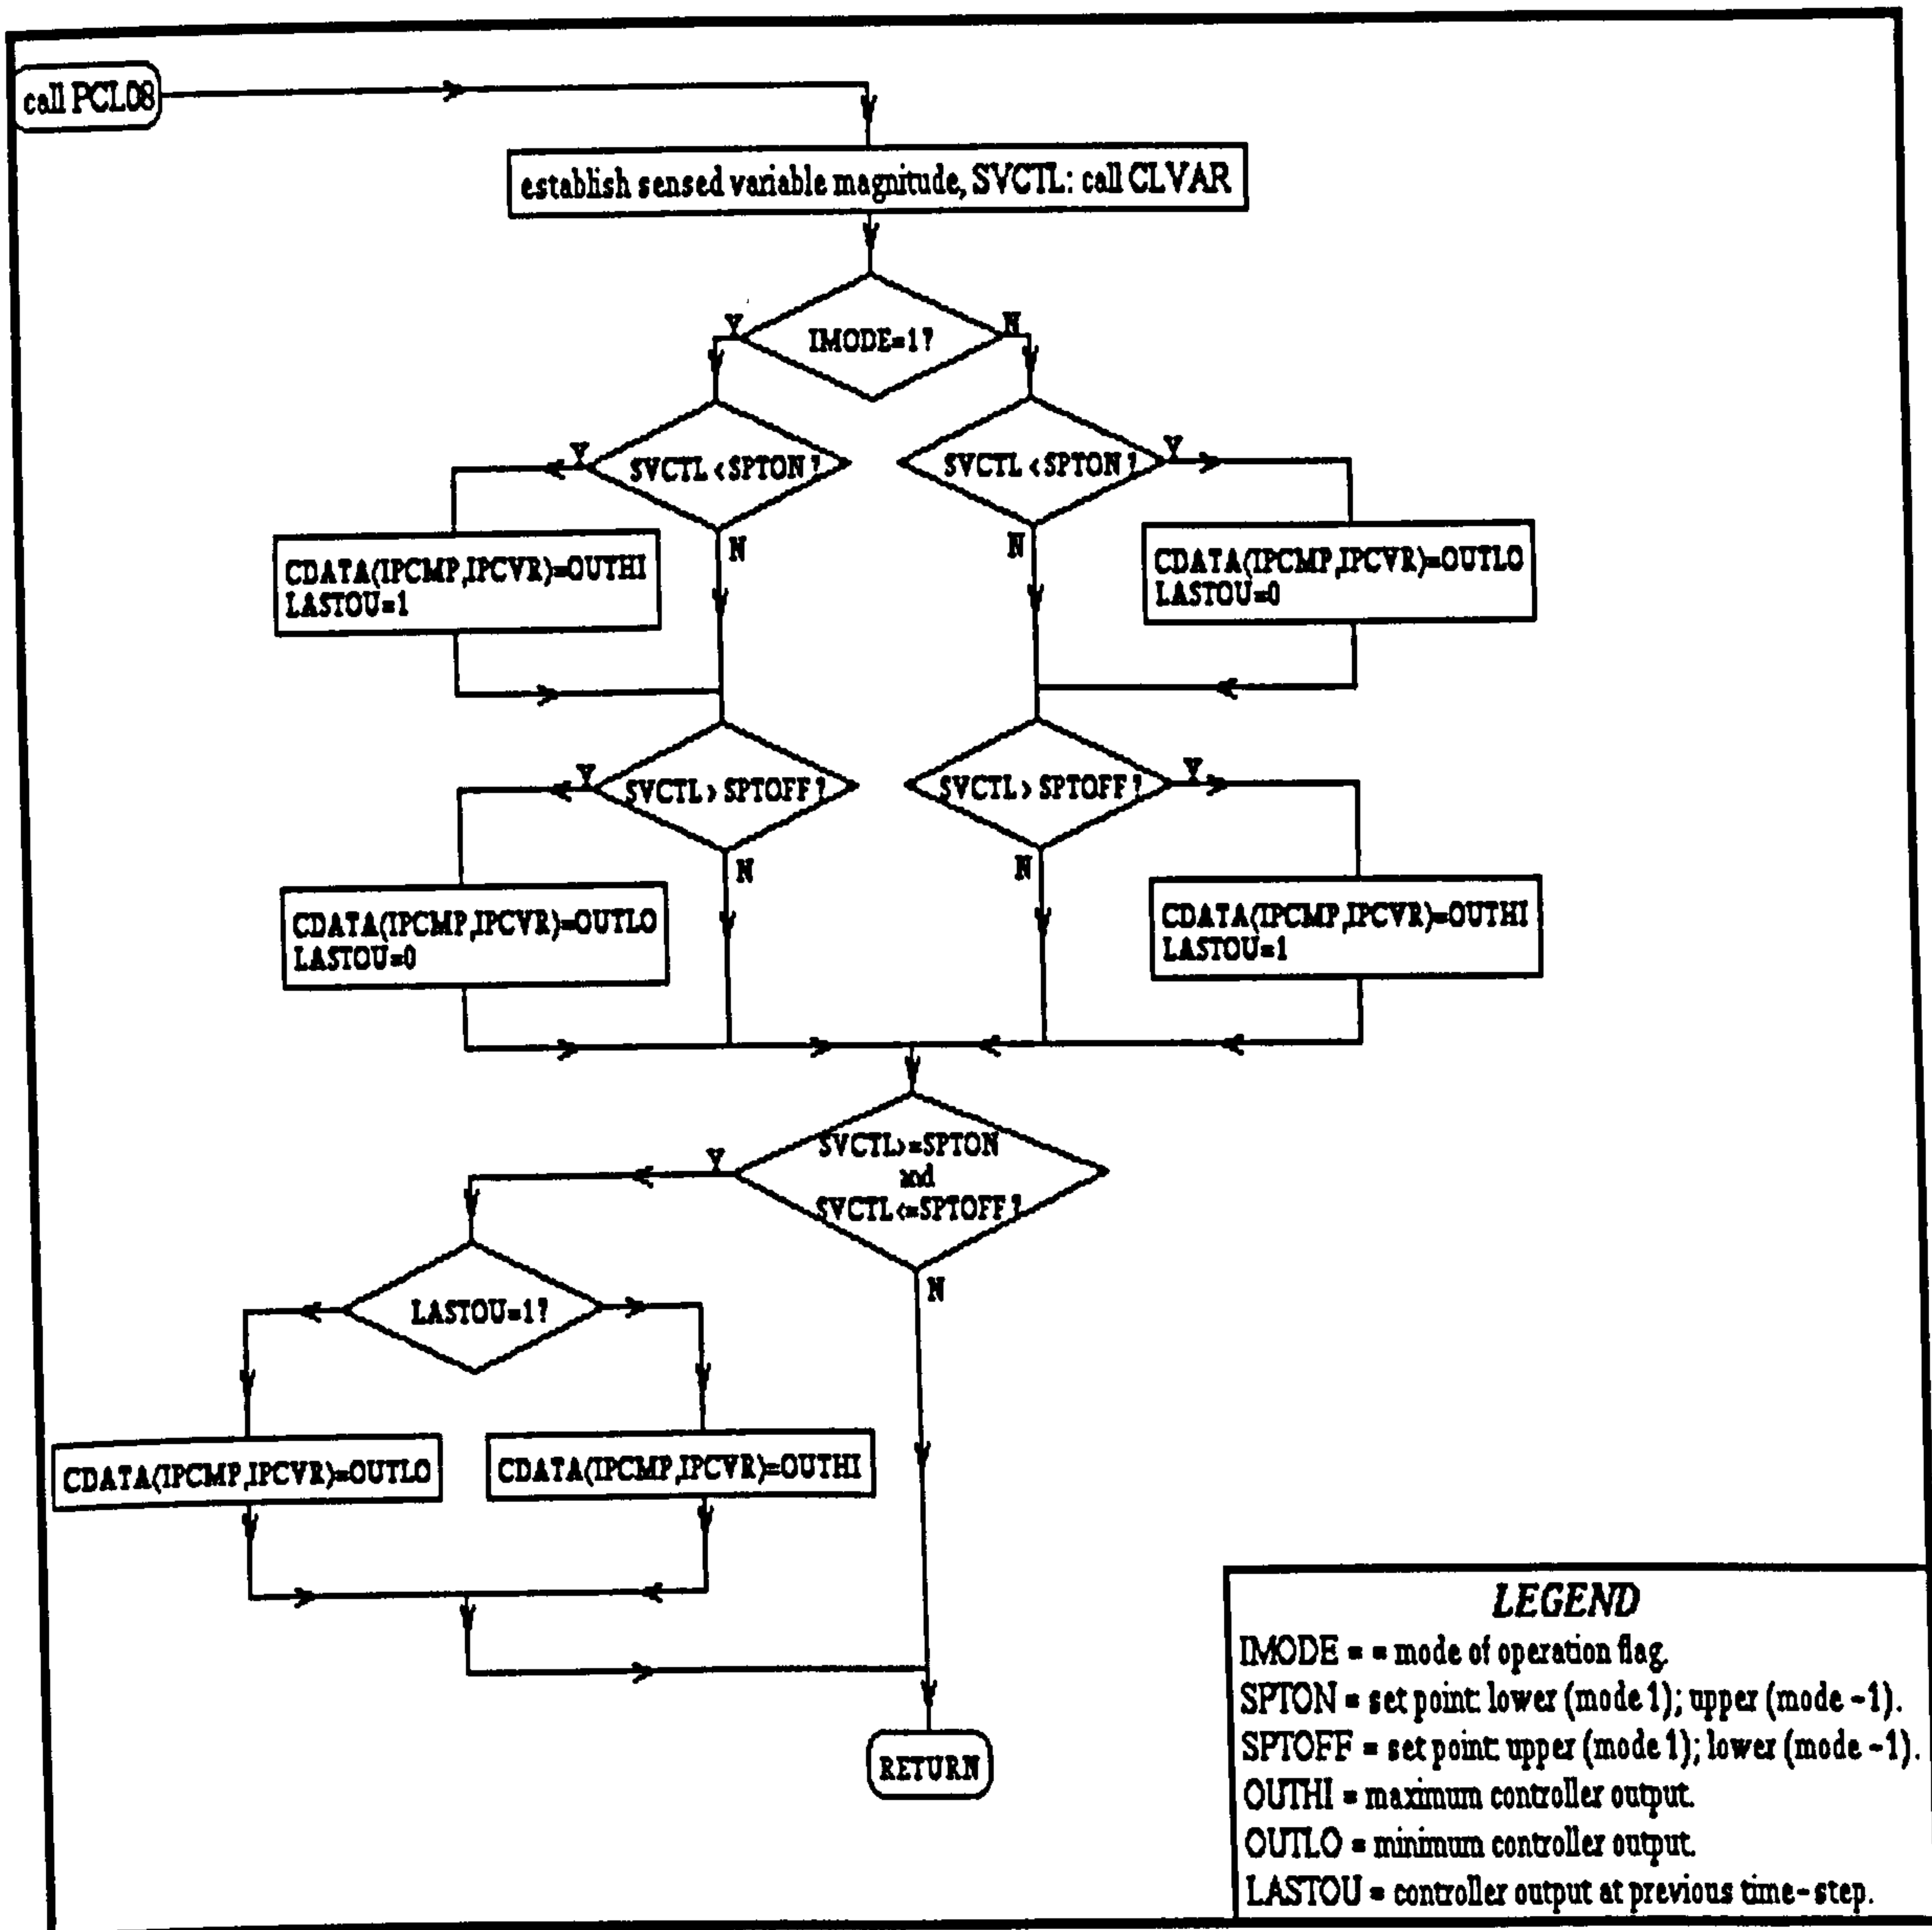 call PCL08
establish sensed variable magnitude, SVCTL: call CLVAR
IMODE=1?
Y
N
SVCTL<SPTON?
Y
N
SVCTL<SPTON?
Y
N
CDATA(IPCMP,IPCVR)=OUTHI
LASTOU=1
CDATA(IPCMP,IPCVR)=OUTLO
LASTOU=0
SVCTL>SPTOFF?
Y
N
SVCTL>SPTOFF?
Y
N
CDATA(IPCMP,IPCVR)=OUTLO
LASTOU=0
CDATA(IPCMP,IPCVR)=OUTHI
LASTOU=1
SVCTL>=SPTON
and
SVCTL<=SPTOFF?
Y
N
LASTOU=1?
CDATA(IPCMP,IPCVR)=OUTLO
CDATA(IPCMP,IPCVR)=OUTHI
RETURN
LEGEND
IMODE = = mode of operation flag.
SPTON = set point: lower (mode 1); upper (mode -1).
SPTOFF = set point: upper (mode 1); lower (mode -1).
OUTHI = maximum controller output.
OUTLO = minimum controller output.
LASTOU = controller output at previous time-step.